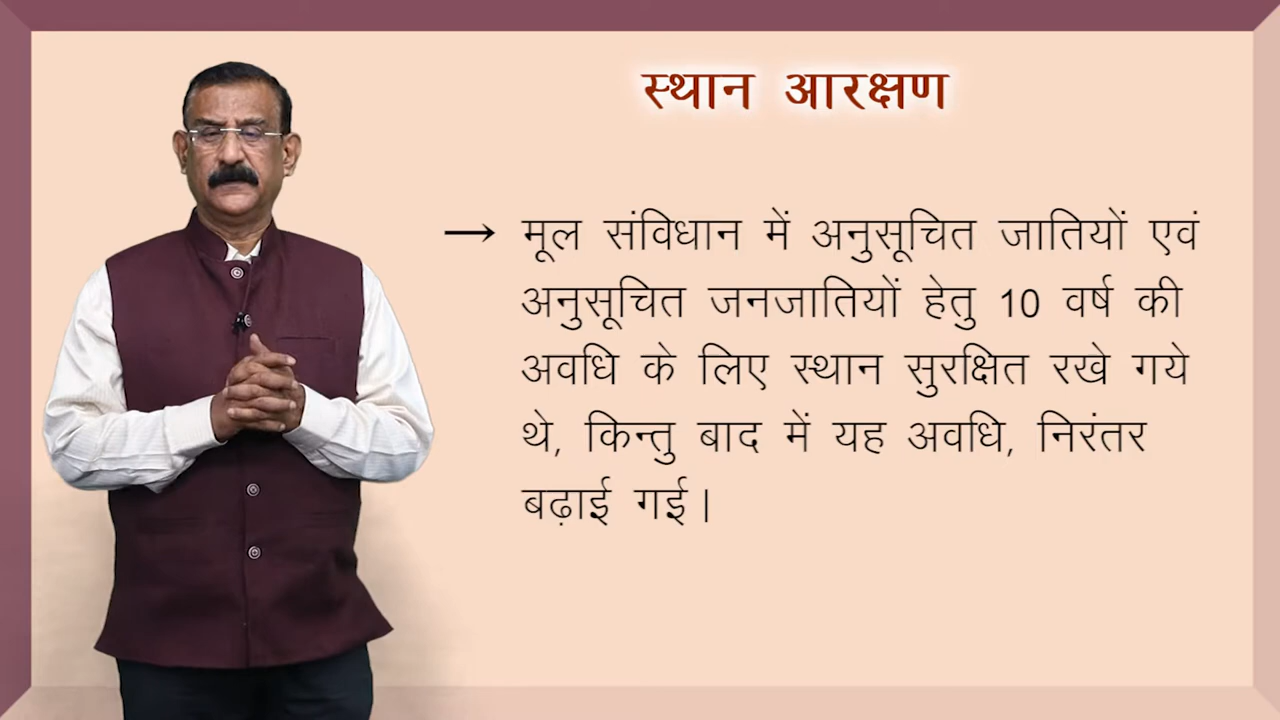 स्थान आरक्षण
→ मूल संविधान में अनुसूचित जातियों एवं
अनुसूचित जनजातियों हेतु 10 वर्ष की
अवधि के लिए स्थान सुरक्षित रखे गये
थे, किन्तु बाद में यह अवधि, निरंतर
बढ़ाई गई।